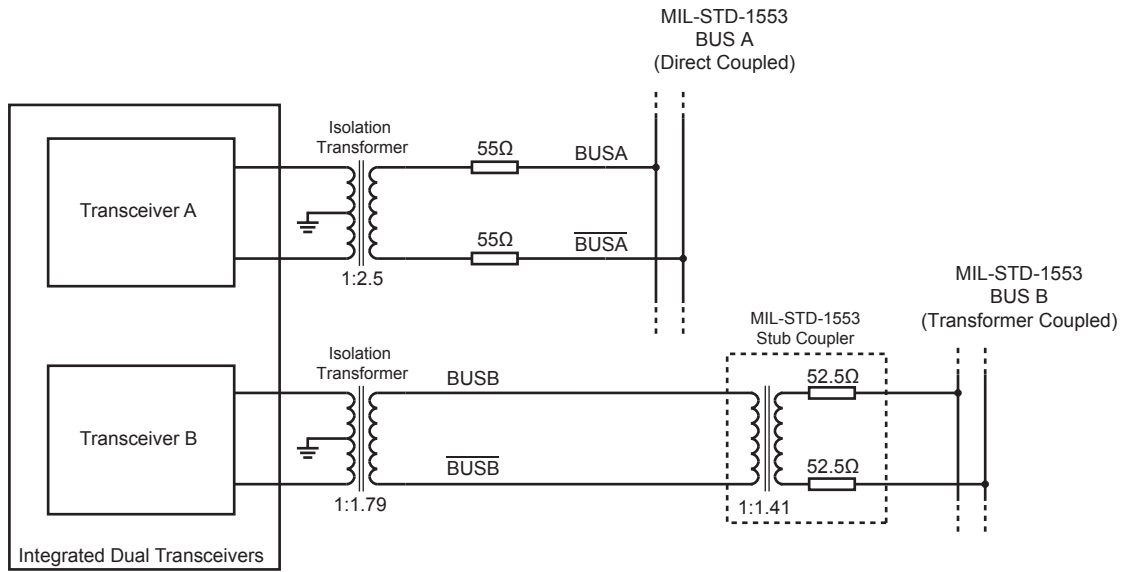 MIL-STD-1553
BUS A
(Direct Coupled)
Isolation
Transformer
55Ω
BUSA
Transceiver A
55Ω
BUSA
1:2.5
MIL-STD-1553
BUS B
(Transformer Coupled)
MIL-STD-1553
Stub Coupler
Isolation
Transformer
BUSB
52.5Ω
Transceiver B
BUSB
52.5Ω
1:1.79
1:1.41
Integrated Dual Transceivers